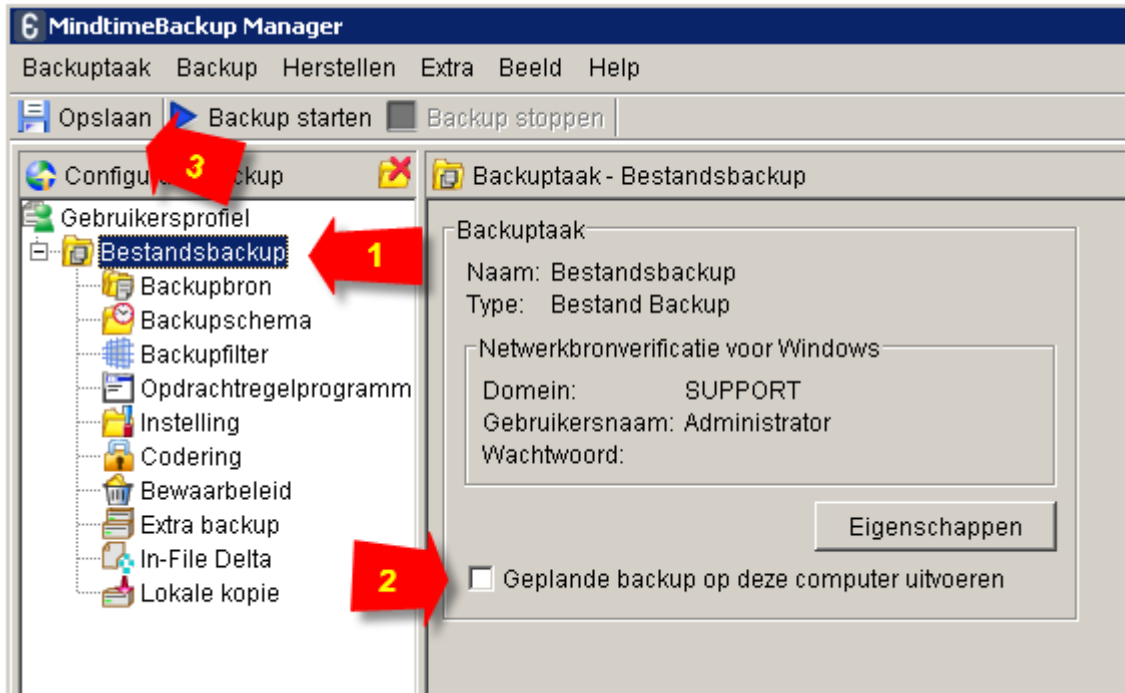 MindtimeBackup Manager
Backuptaak Backup Herstellen Extra Beeld Help
Opslaan Backup starten Backup stoppen
3
Backuptaak - Bestandsbackup
Gebruikersprofiel
Bestandsbackup
1
Backupbron
Backupschema
Backupfilter
Opdrachtregelprogramm
Instelling
Codering
Bewaarbeleid
Extra backup
In-File Delta
Lokale kopie
Backuptaak
Naam: Bestandsbackup
Type: Bestand Backup
Netwerkbronverificatie voor Windows
Domein: SUPPORT
Gebruikersnaam: Administrator
Wachtwoord:
Eigenschappen
2
Geplande backup op deze computer uitvoeren